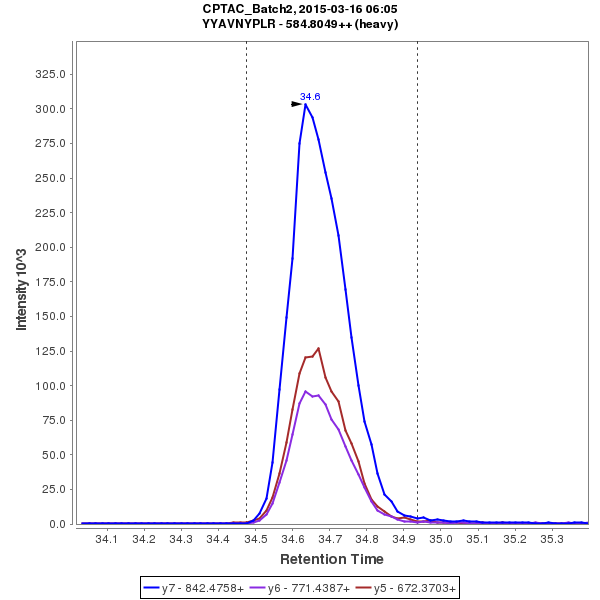 CPTAC_Batch2, 2015-03-16 06:05
YYAVNYPLR - 584.8049++ (heavy)
34.6
325.0
300.0
275.0
250.0
225.0
200.0
175.0
150.0
125.0
100.0
75.0
50.0
25.0
0.0
Intensity 10^3
34.1 34.2 34.3 34.4 34.5 34.6 34.7 34.8 34.9 35.0 35.1 35.2 35.3
Retention Time
y7 - 842.4758+ y6 - 771.4387+ y5 - 672.3703+